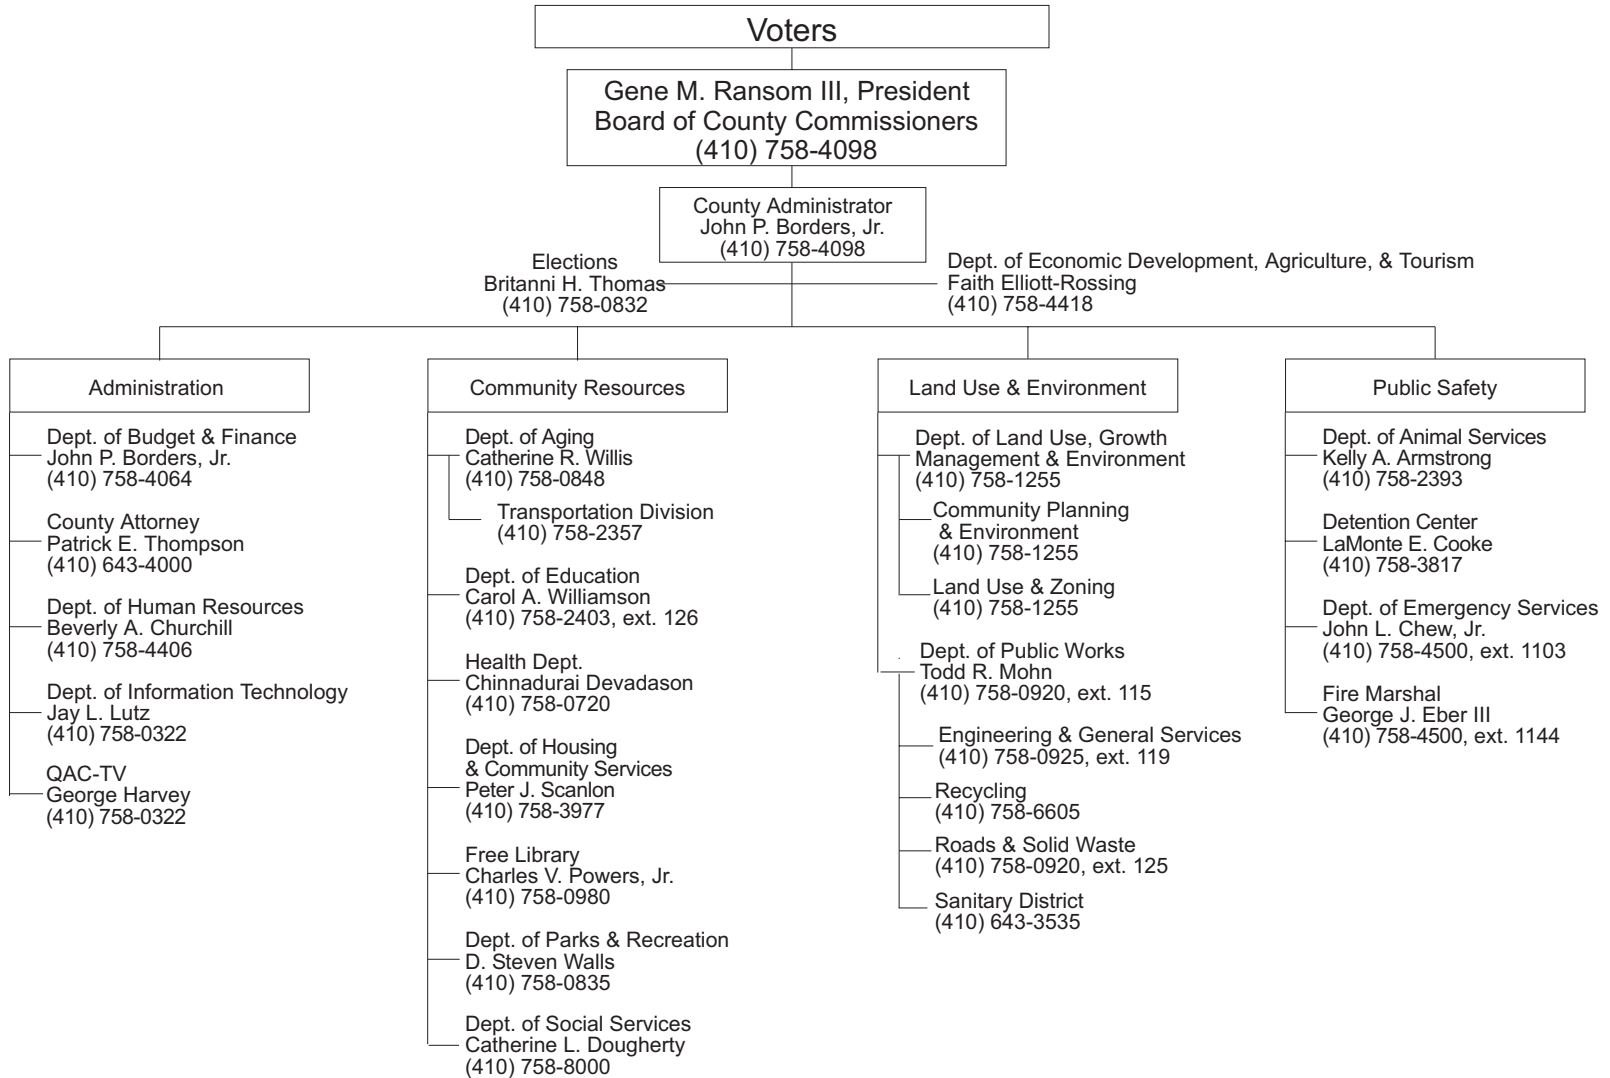 Voters
Gene M. Ransom III, President
Board of County Commissioners
(410) 758-4098
County Administrator
John P. Borders, Jr.
(410) 758-4098
Elections
Britanni H. Thomas
(410) 758-0832
Dept. of Economic Development, Agriculture, & Tourism
Faith Elliott-Rossing
(410) 758-4418
Administration
Dept. of Budget & Finance
John P. Borders, Jr.
(410) 758-4064
County Attorney
Patrick E. Thompson
(410) 643-4000
Dept. of Human Resources
Beverly A. Churchill
(410) 758-4406
Dept. of Information Technology
Jay L. Lutz
(410) 758-0322
QAC-TV
George Harvey
(410) 758-0322
Community Resources
Dept. of Aging
Catherine R. Willis
(410) 758-0848
Transportation Division
(410) 758-2357
Dept. of Education
Carol A. Williamson
(410) 758-2403, ext. 126
Health Dept.
Chinnadurai Devadason
(410) 758-0720
Dept. of Housing
& Community Services
Peter J. Scanlon
(410) 758-3977
Free Library
Charles V. Powers, Jr.
(410) 758-0980
Dept. of Parks & Recreation
D. Steven Walls
(410) 758-0835
Dept. of Social Services
Catherine L. Dougherty
(410) 758-8000
Land Use & Environment
Dept. of Land Use, Growth
Management & Environment
(410) 758-1255
Community Planning
& Environment
(410) 758-1255
Land Use & Zoning
(410) 758-1255
Dept. of Public Works
Todd R. Mohn
(410) 758-0920, ext. 115
Engineering & General Services
(410) 758-0925, ext. 119
Recycling
(410) 758-6605
Roads & Solid Waste
(410) 758-0920, ext. 125
Sanitary District
(410) 643-3535
Public Safety
Dept. of Animal Services
Kelly A. Armstrong
(410) 758-2393
Detention Center
LaMonte E. Cooke
(410) 758-3817
Dept. of Emergency Services
John L. Chew, Jr.
(410) 758-4500, ext. 1103
Fire Marshal
George J. Eber III
(410) 758-4500, ext. 1144